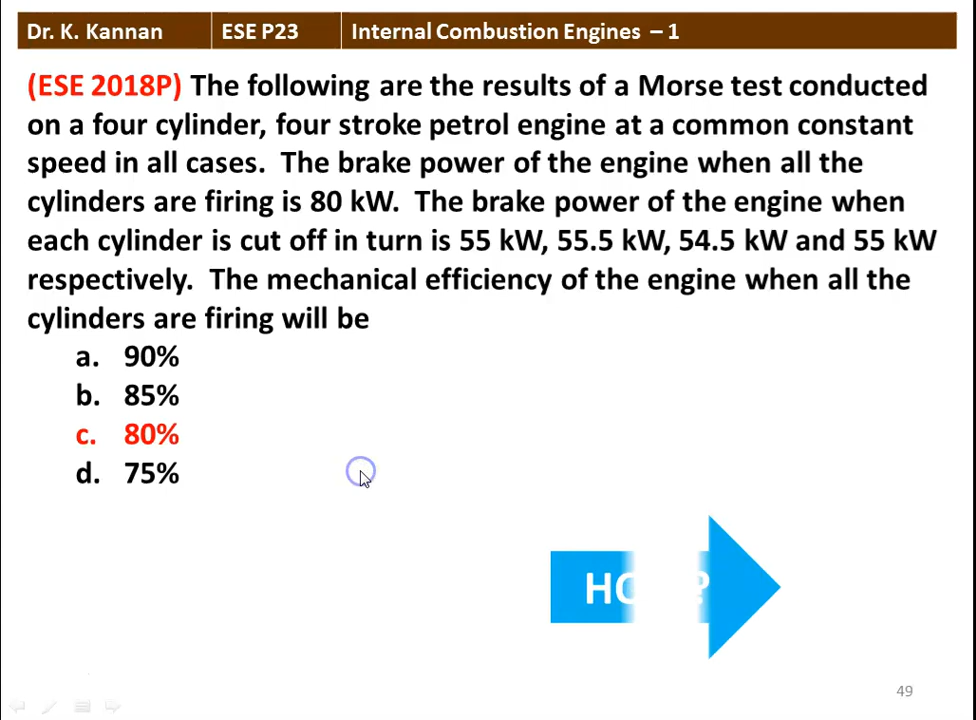 Dr. K. Kannan ESE P23 Internal Combustion Engines – 1
(ESE 2018P) The following are the results of a Morse test conducted
on a four cylinder, four stroke petrol engine at a common constant
speed in all cases. The brake power of the engine when all the
cylinders are firing is 80 kW. The brake power of the engine when
each cylinder is cut off in turn is 55 kW, 55.5 kW, 54.5 kW and 55 kW
respectively. The mechanical efficiency of the engine when all the
cylinders are firing will be
a. 90%
b. 85%
c. 80%
d. 75%
49